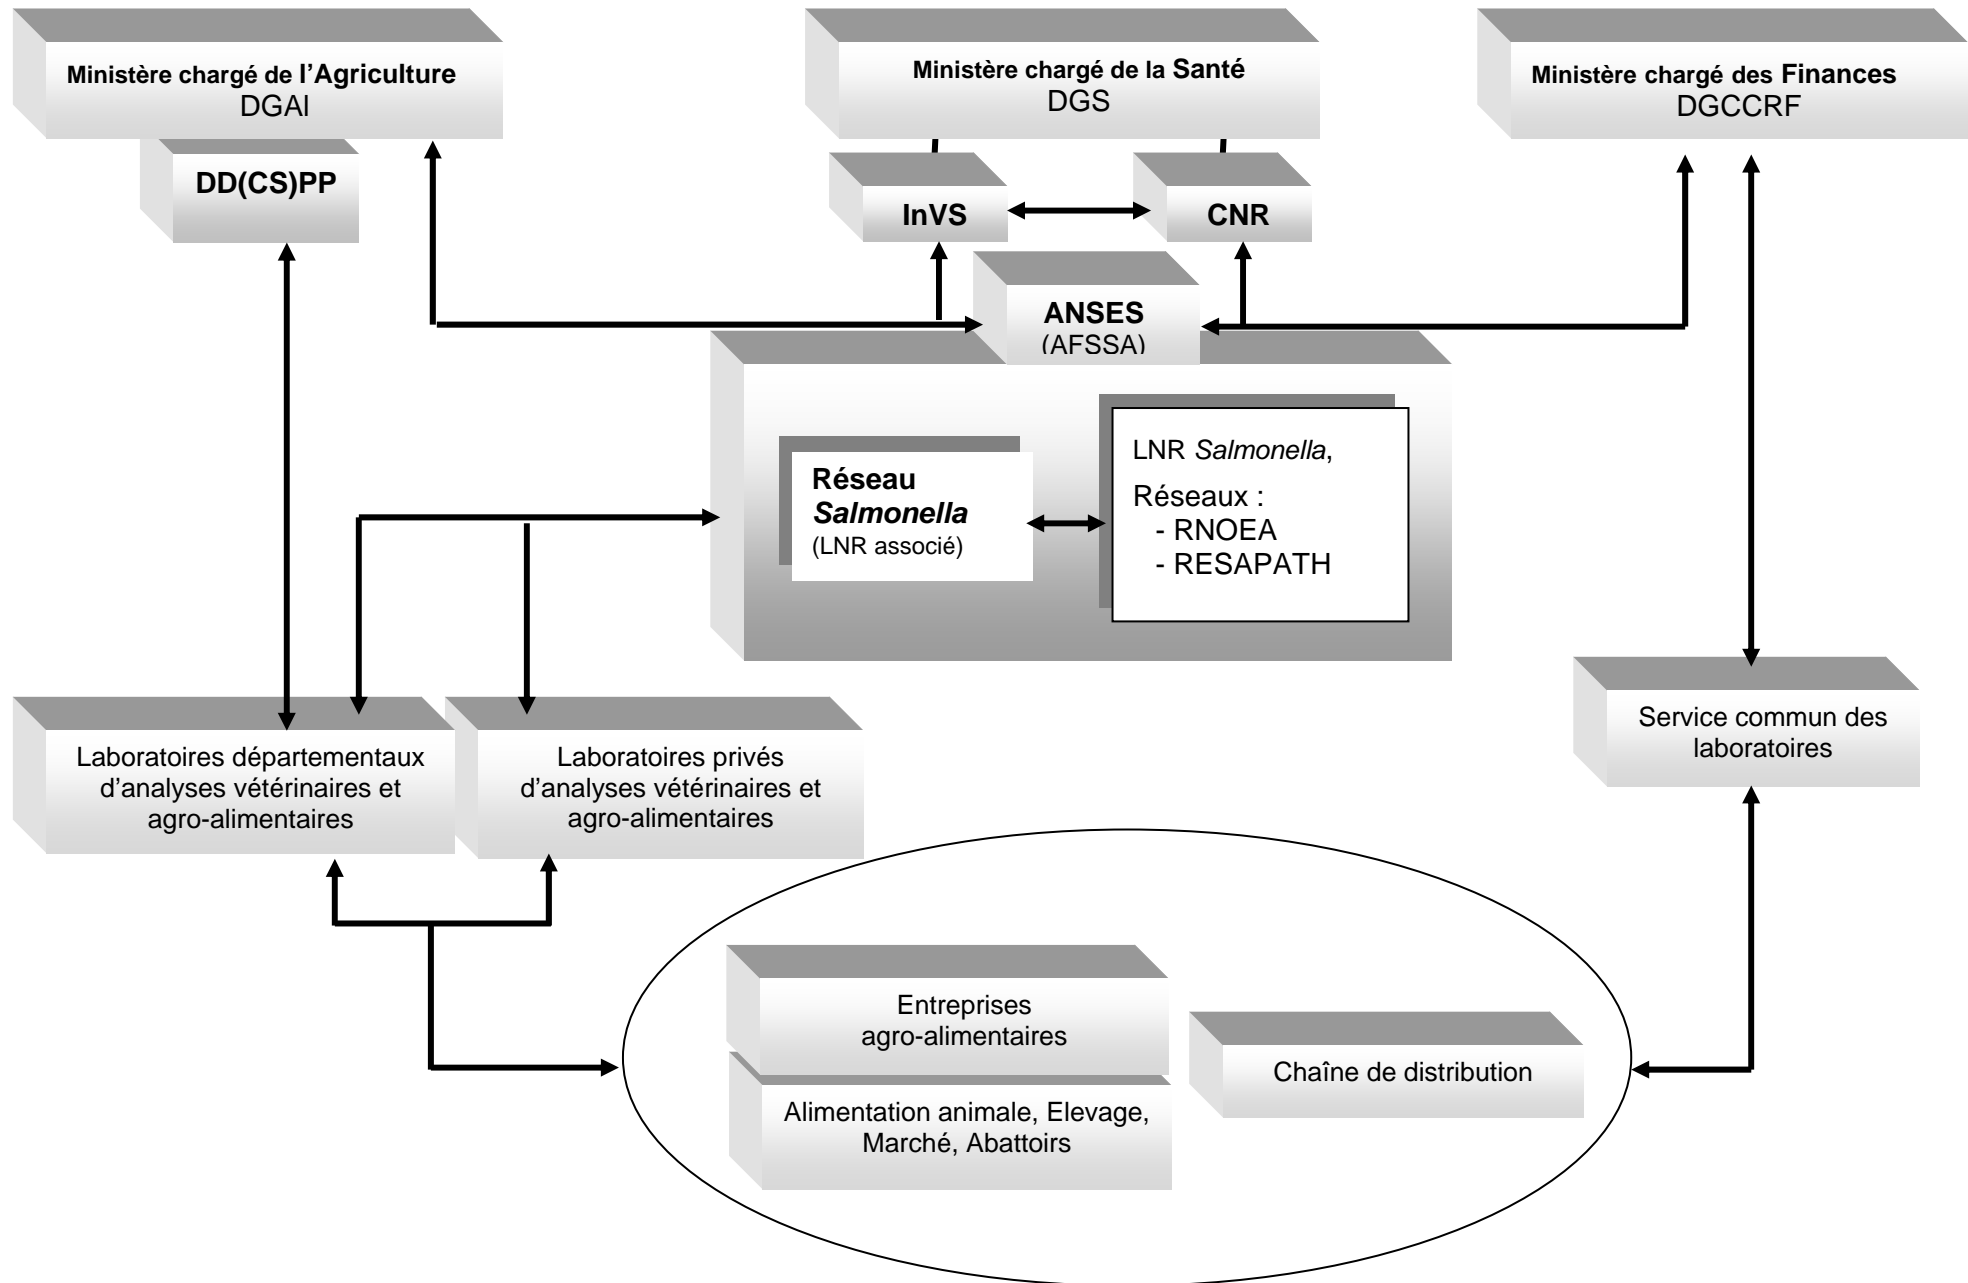 Ministère chargé de l’Agriculture
DGAI
Ministère chargé de la Santé
DGS
Ministère chargé des Finances
DGCCRF
DD(CS)PP
InVS
CNR
ANSES
(AFSSA)
Réseau
Salmonella
(LNR associé)
LNR Salmonella,
Réseaux :
- RNOEA
- RESAPATH
Laboratoires départementaux
d’analyses vétérinaires et
agro-alimentaires
Laboratoires privés
d’analyses vétérinaires et
agro-alimentaires
Service commun des
laboratoires
Entreprises
agro-alimentaires
Chaîne de distribution
Alimentation animale, Elevage,
Marché, Abattoirs